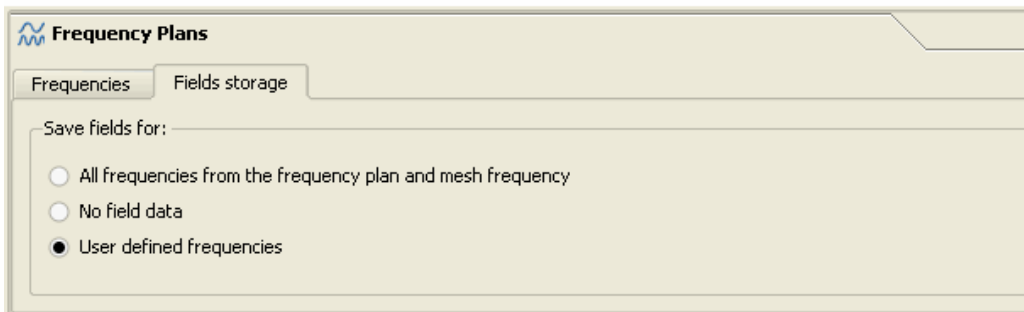 Frequency Plans
Frequencies
Fields storage
Save fields for:
All frequencies from the frequency plan and mesh frequency
No field data
User defined frequencies